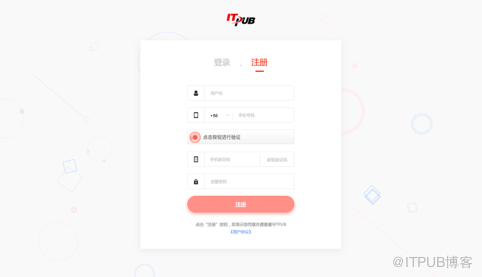 ITPUB
登录 · 注册
用户名
+86 手机号码
点击按钮进行验证
手机验证码 获取验证码
设置密码
注册
点击“注册”按钮，即表示您同意并愿意遵守ITPUB
《用户协议》
@ITPUB博客